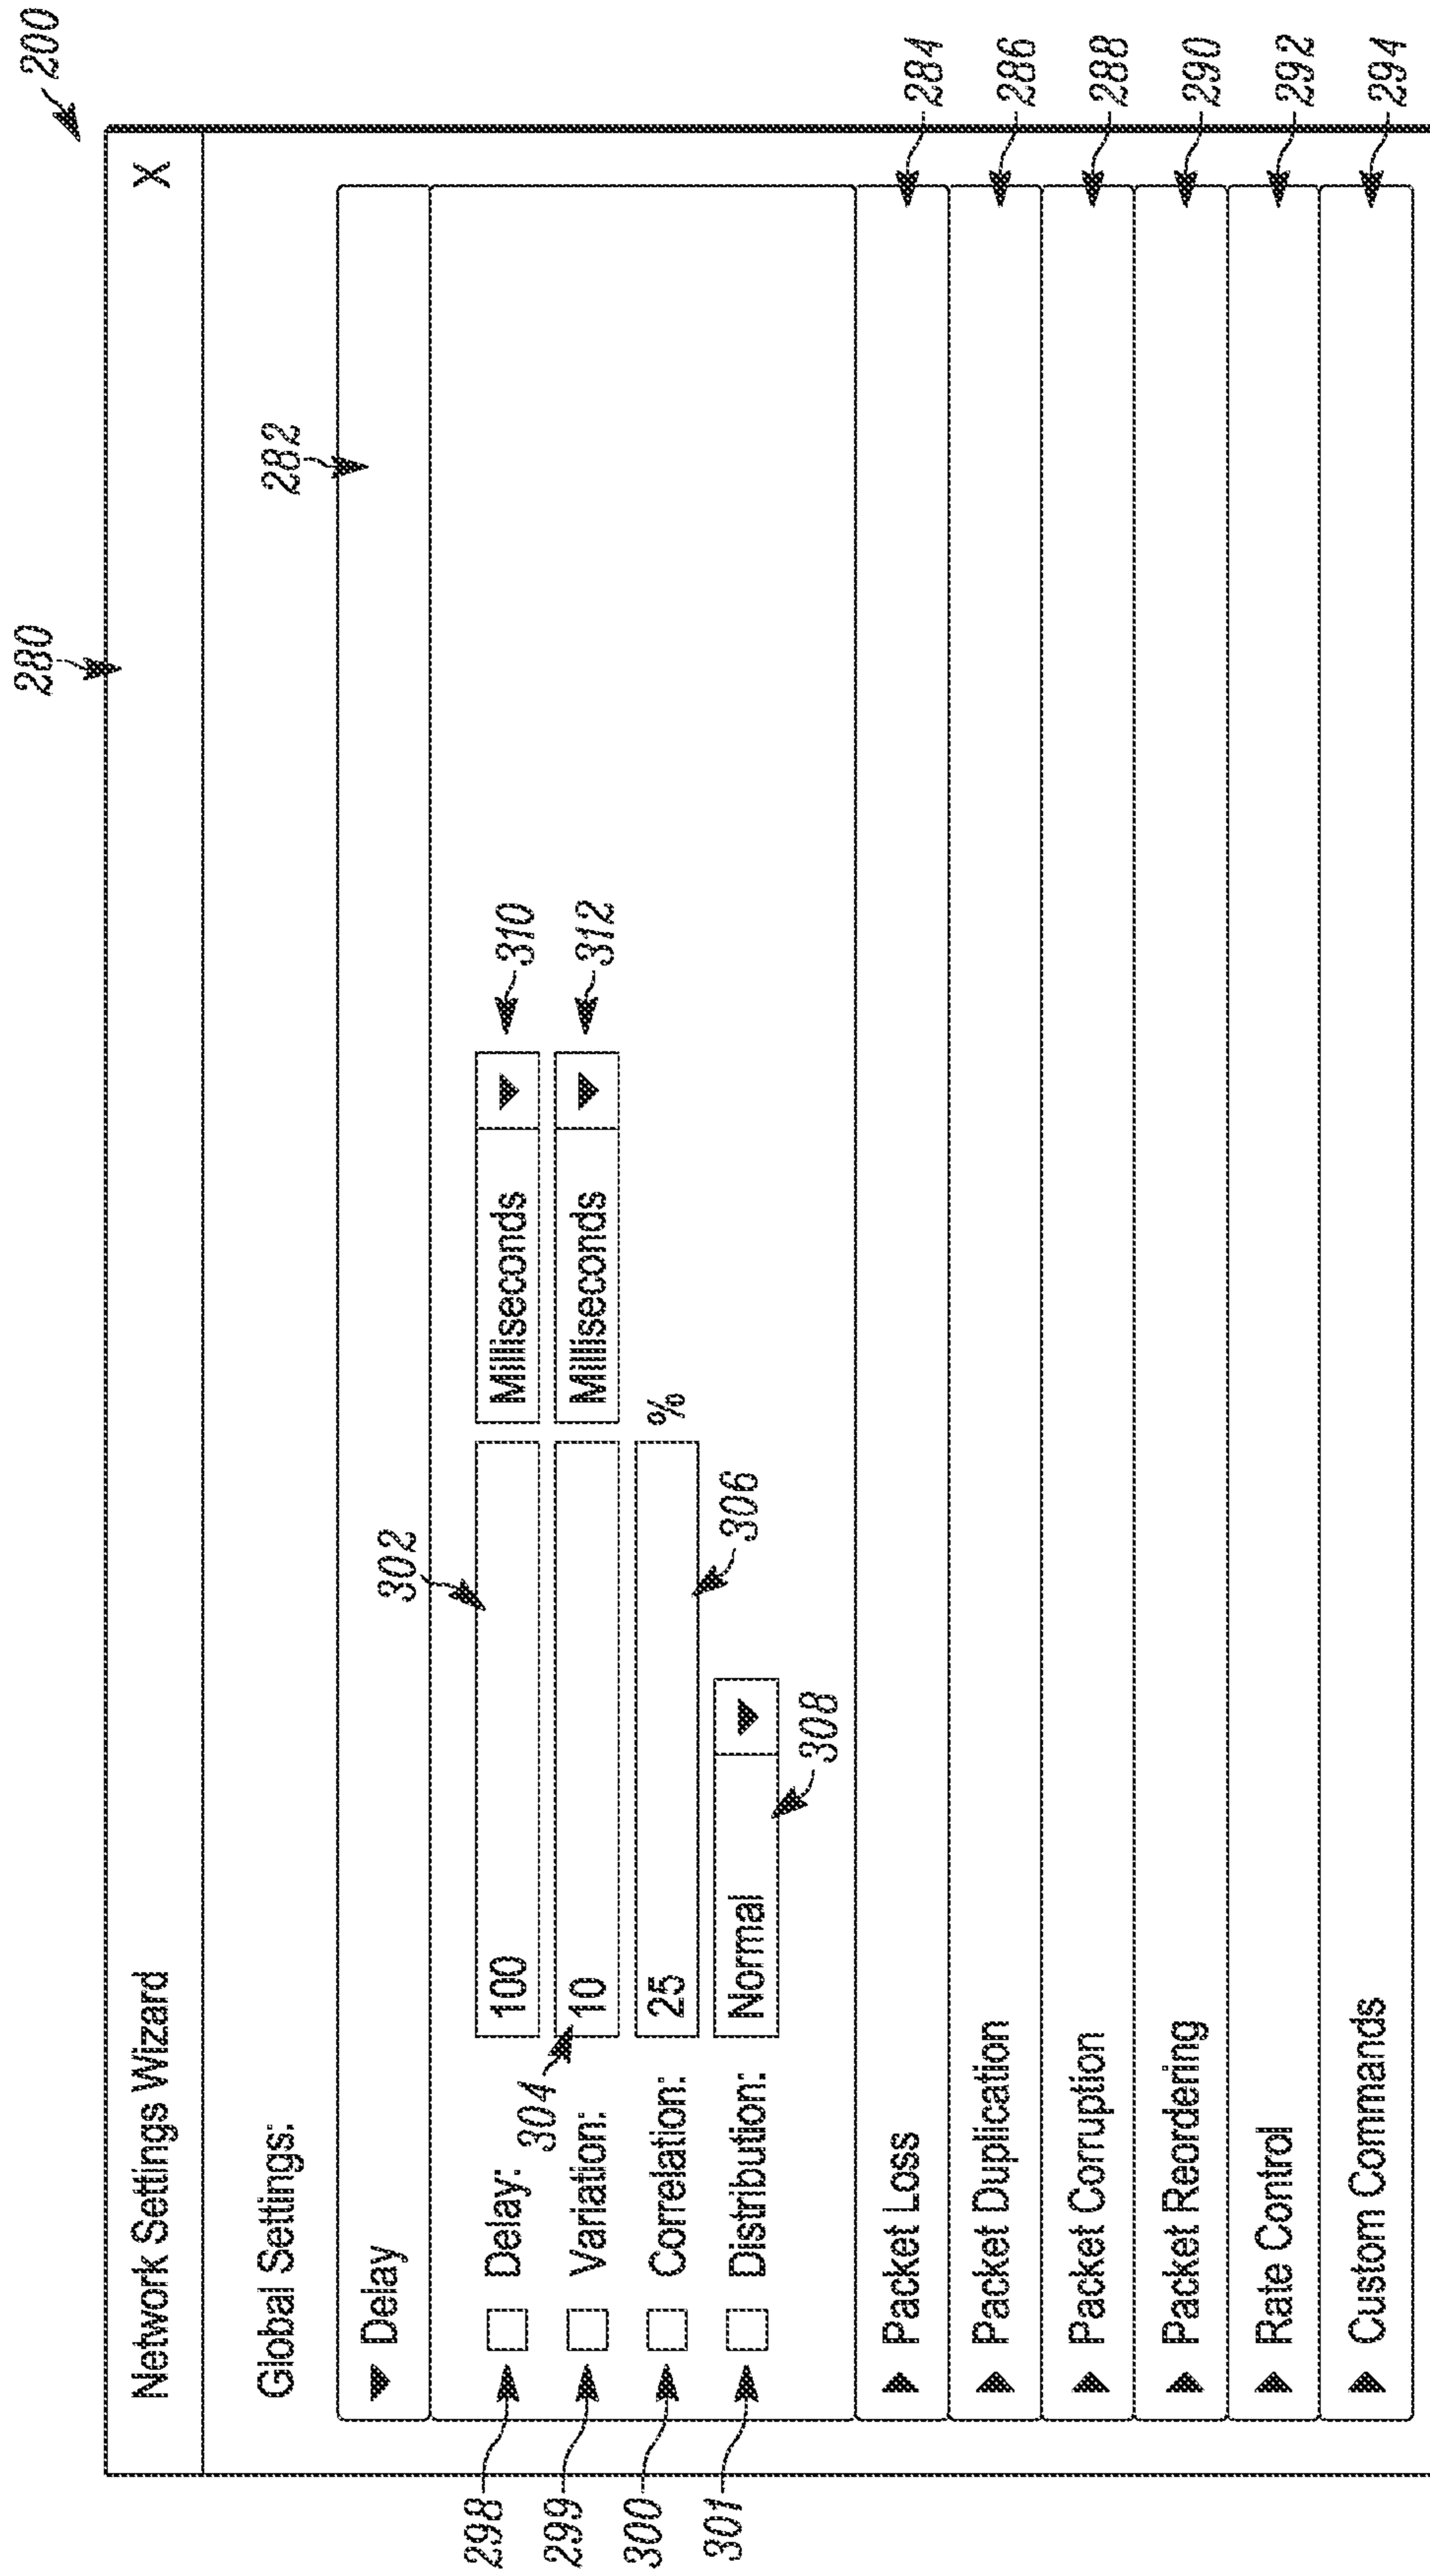 200
280
Network Settings Wizard X
Global Settings:
282
Delay
302
298 Delay: 100 Milliseconds 310
304
299 Variation: 10 Milliseconds 312
300 Correlation: 25 %
306
301 Distribution: Normal
308
Packet Loss 284
Packet Duplication 286
Packet Corruption 288
Packet Reordering 290
Rate Control 292
Custom Commands 294